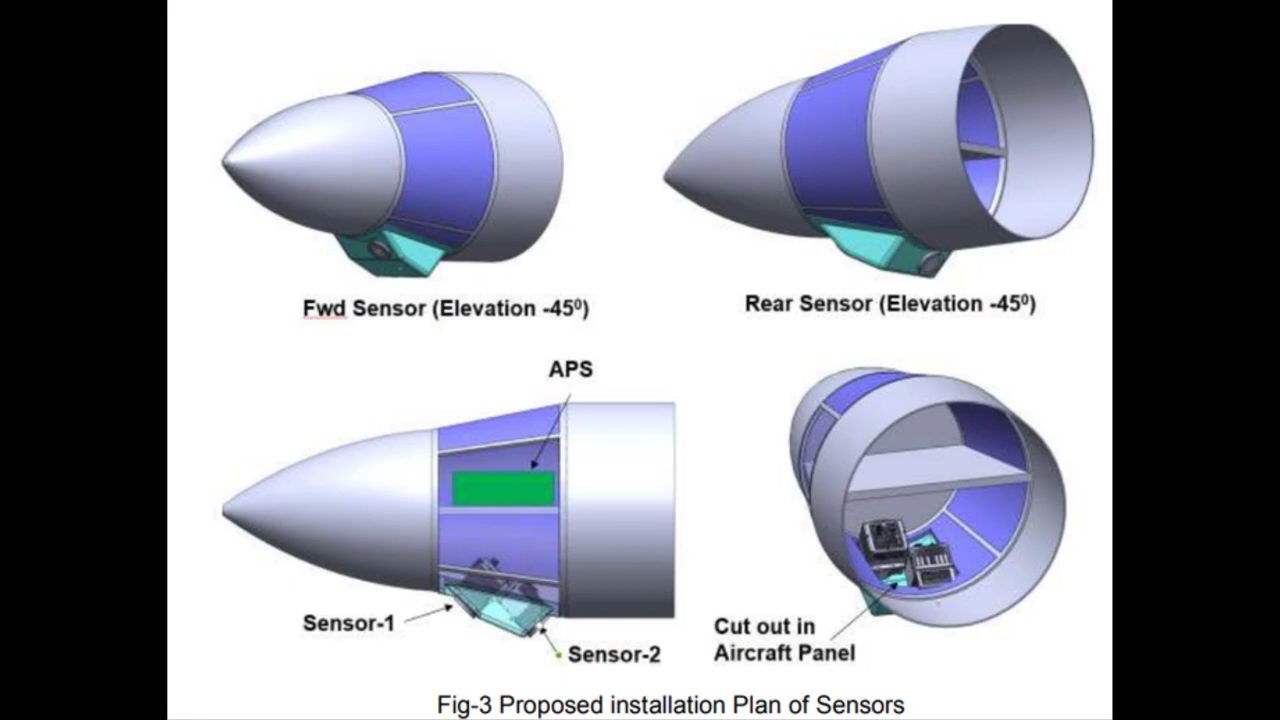 Fwd Sensor (Elevation -45⁰)
Rear Sensor (Elevation -45⁰)
APS
Sensor-1
Sensor-2
Cut out in
Aircraft Panel
Fig-3 Proposed installation Plan of Sensors